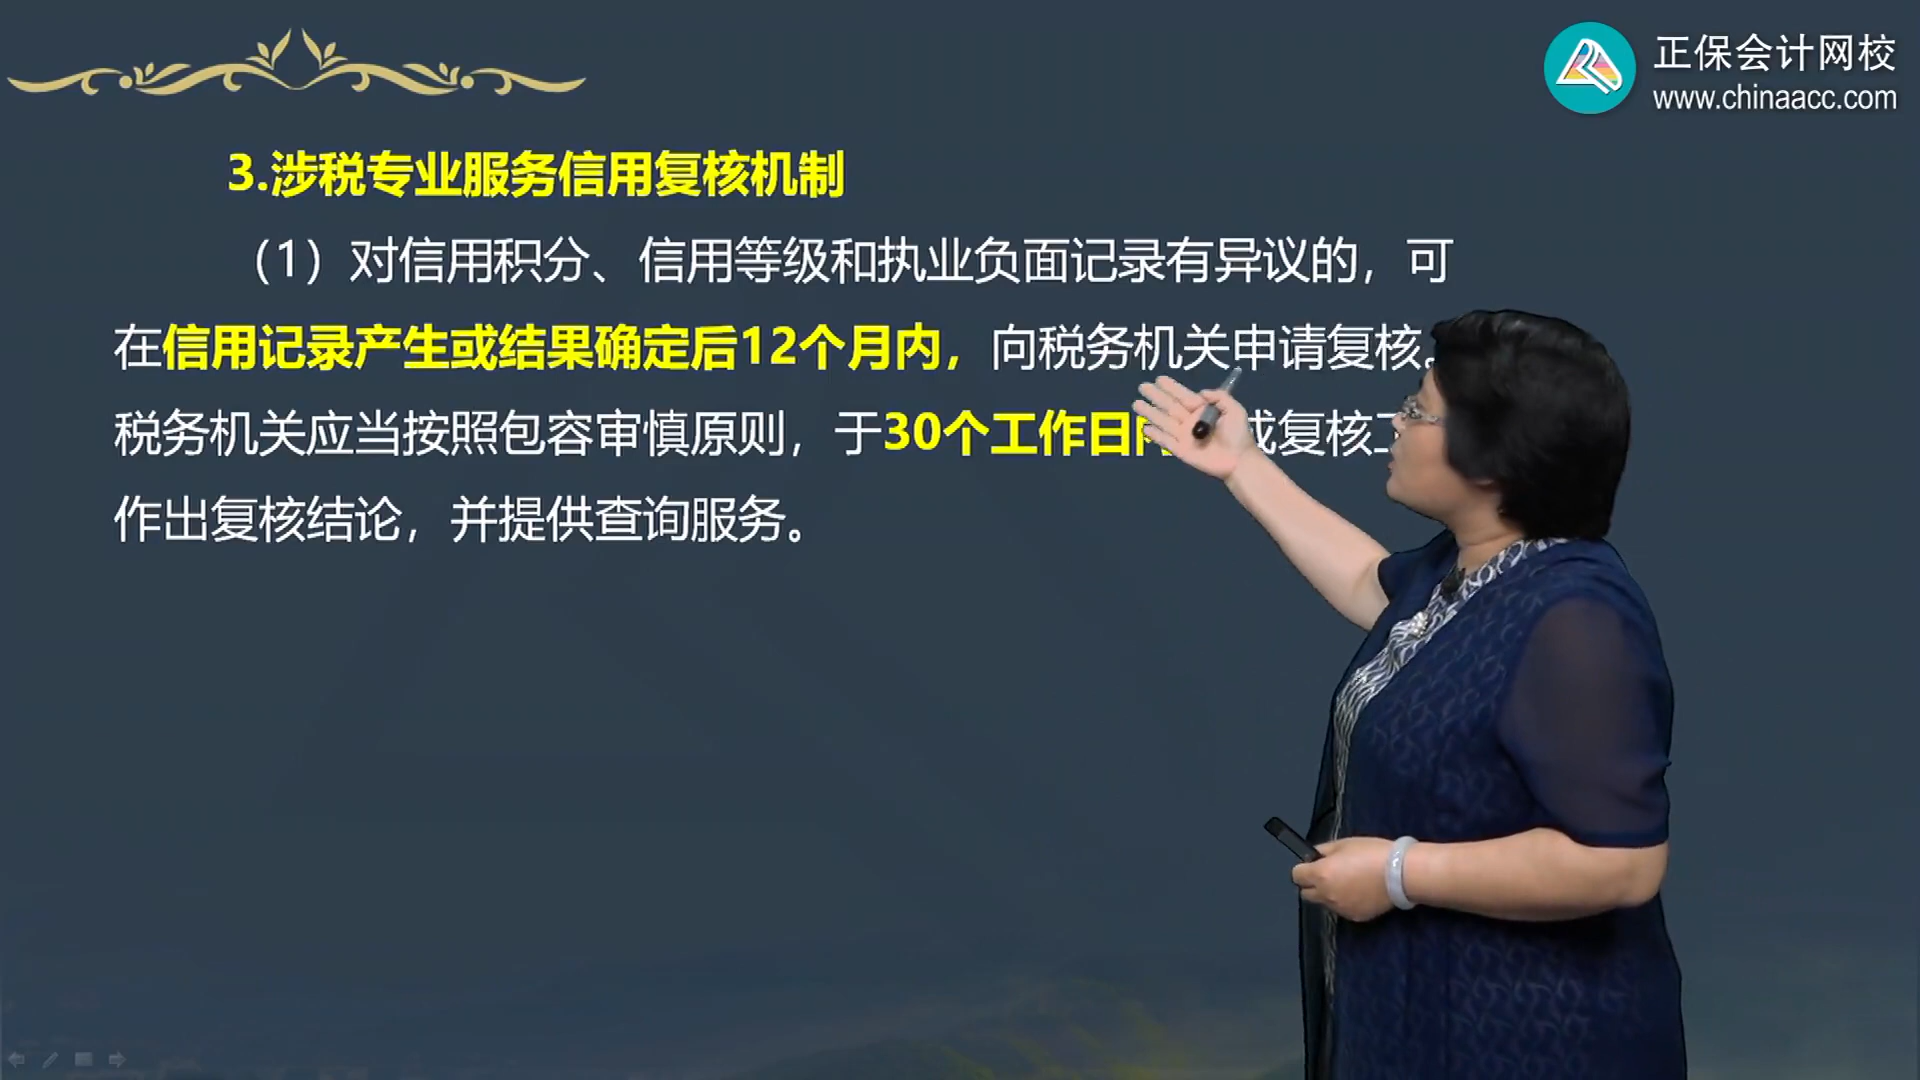 正保会计网校
www.chinaacc.com
3.涉税专业服务信用复核机制
（1）对信用积分、信用等级和执业负面记录有异议的，可
在信用记录产生或结果确定后12个月内，向税务机关申请复核。
税务机关应当按照包容审慎原则，于30个工作日内 成复核工
作出复核结论，并提供查询服务。